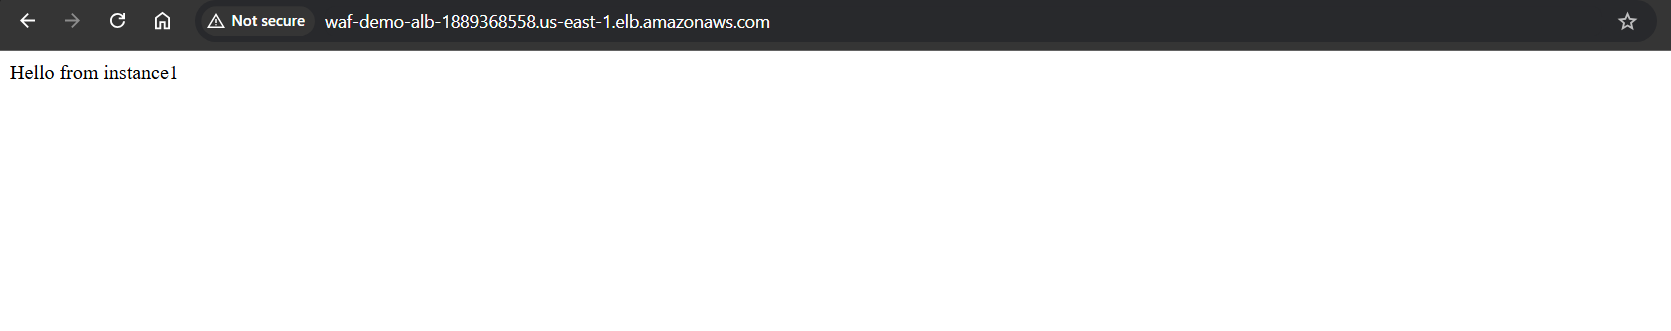 Not secure waf-demo-alb-1889368558.us-east-1.elb.amazonaws.com
Hello from instance1